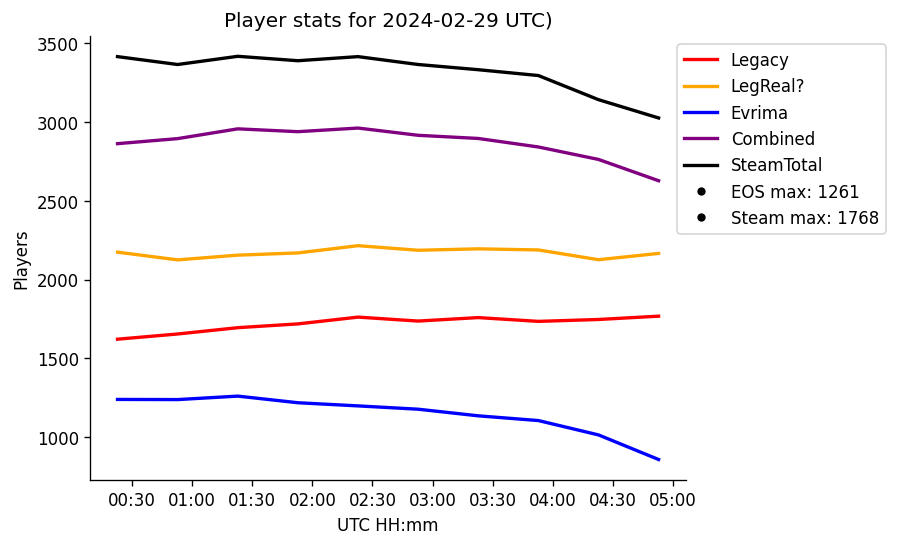 Player stats for 2024-02-29 UTC)
3500
3000
2500
2000
1500
1000
Players
00:30 01:00 01:30 02:00 02:30 03:00 03:30 04:00 04:30 05:00
UTC HH:mm
Legacy
LegReal?
Evrima
Combined
SteamTotal
EOS max: 1261
Steam max: 1768